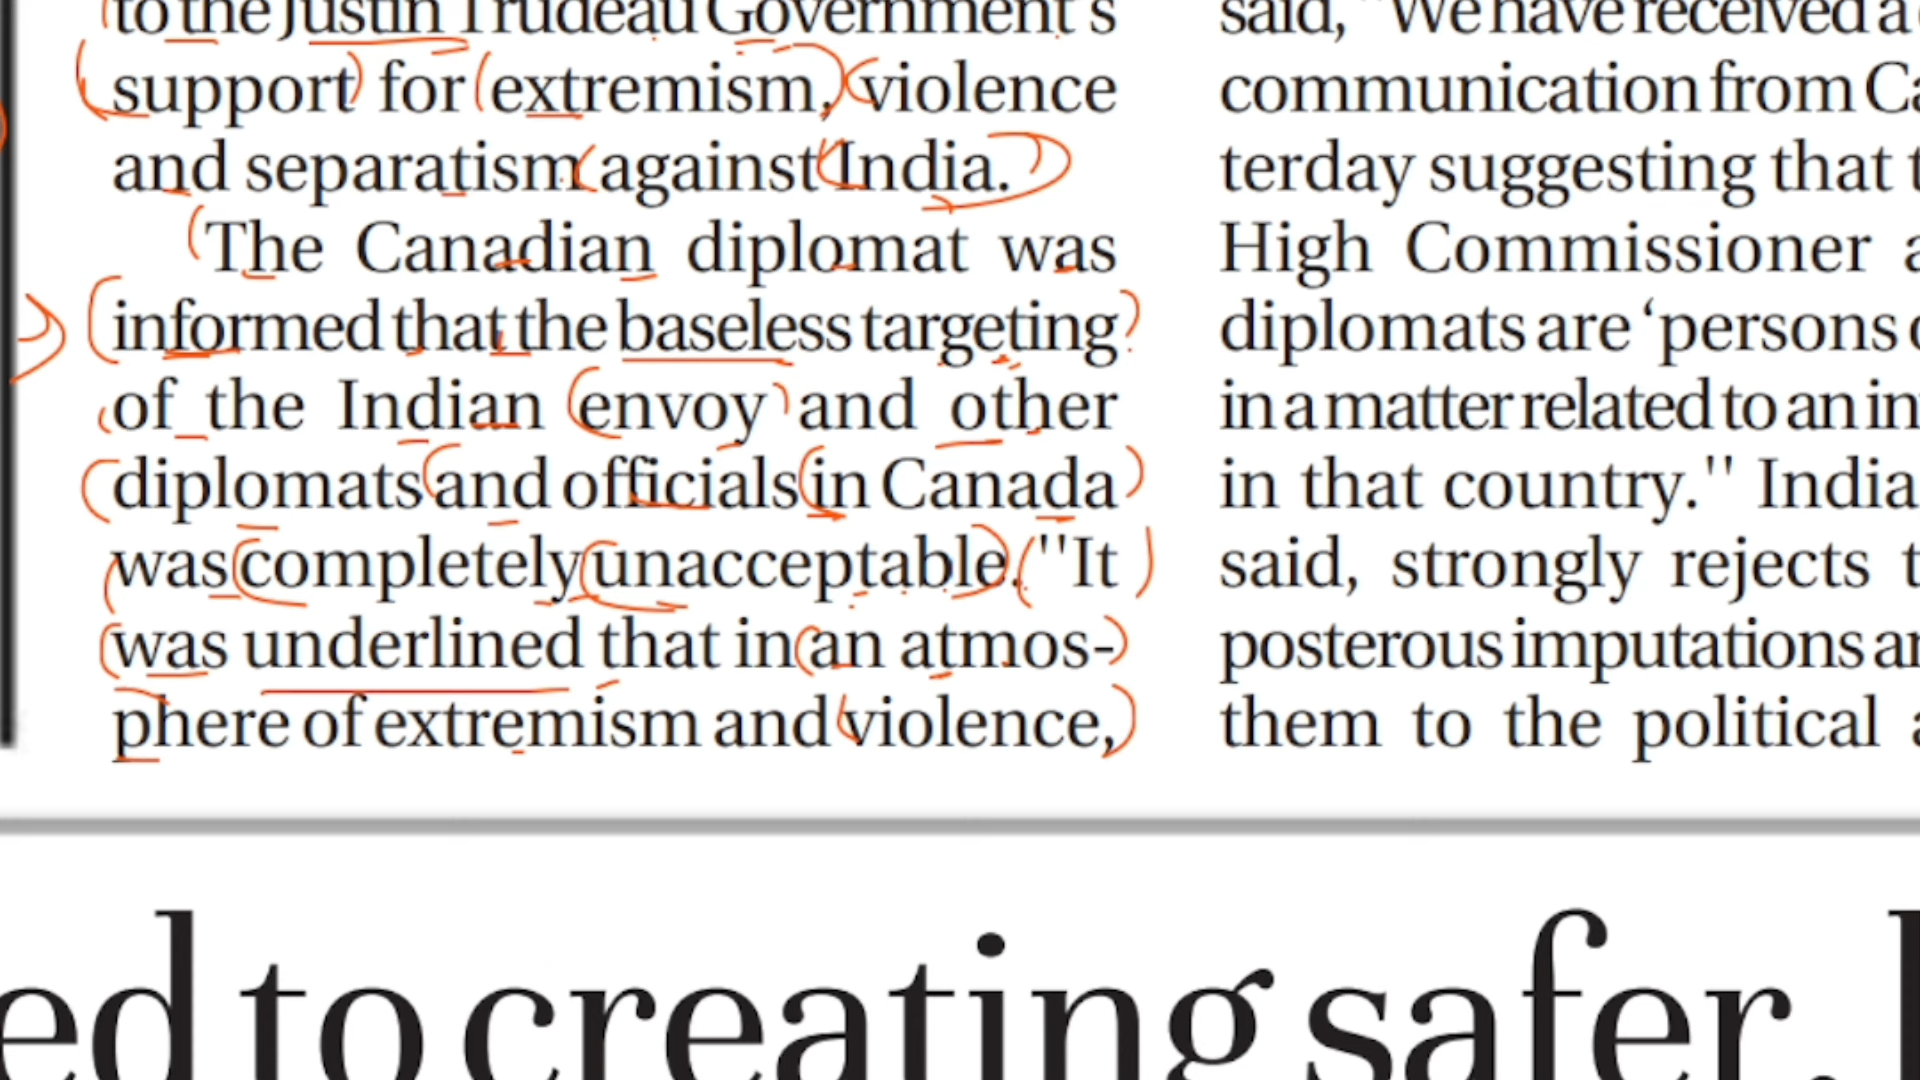 to the Justin Trudeau Government's
support for extremism, violence
and separatism against India.
The Canadian diplomat was
informed that the baseless targeting
of the Indian envoy and other
diplomats and officials in Canada
was completely unacceptable. "It
was underlined that in an atmos-
phere of extremism and violence,
said, "We have received a
communication from
terday suggesting that
High Commissioner
diplomats are 'persons
in a matter related to an
in that country." India
said, strongly rejects
posterous imputations
them to the political
ed to creating safer,